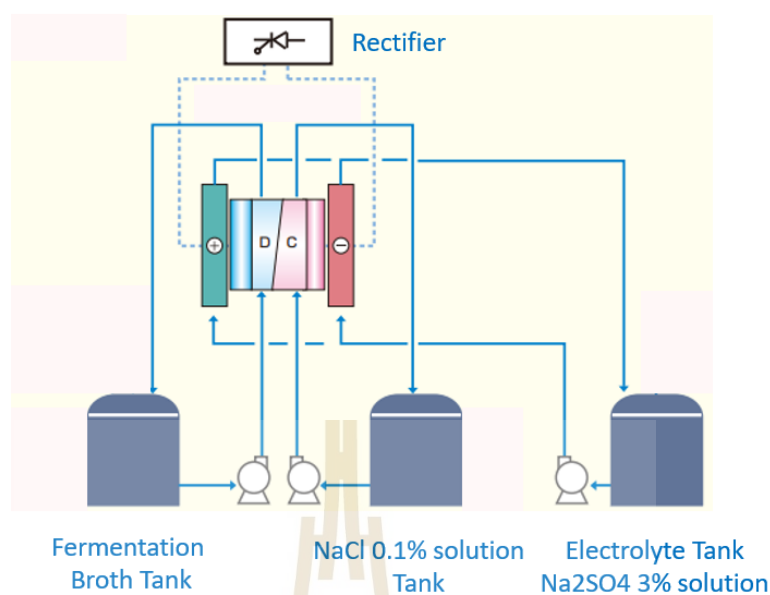 Rectifier
+
D
C
−
Fermentation
Broth Tank
NaCl 0.1% solution
Tank
Electrolyte Tank
Na2SO4 3% solution